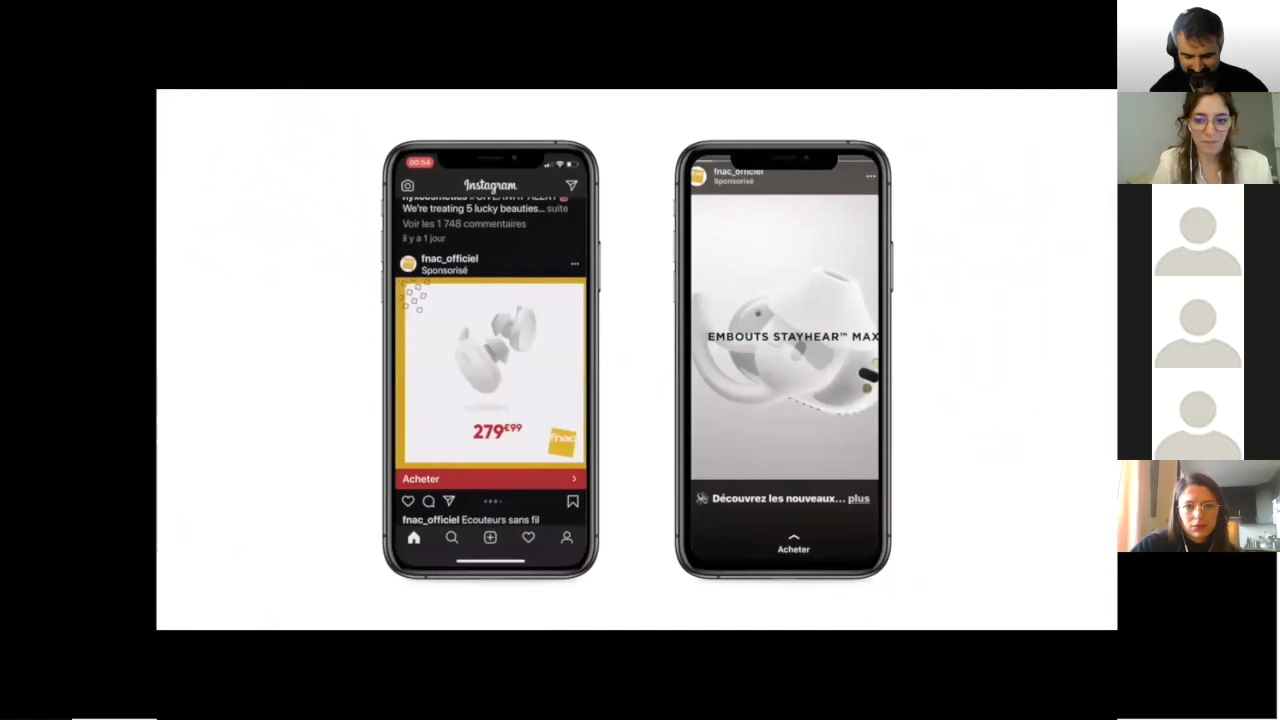 00:54
Instagram
We're treating 5 lucky beauties... suite
Voir les 1 748 commentaires
il y a 1 jour
fnac_officiel
Sponsorisé
279€99
fnac
Acheter
fnac_officiel Ecouteurs sans fil
fnac_officiel
Sponsorisé
EMBOUTS STAYHEAR™ MAX
Découvrez les nouveaux... plus
Acheter